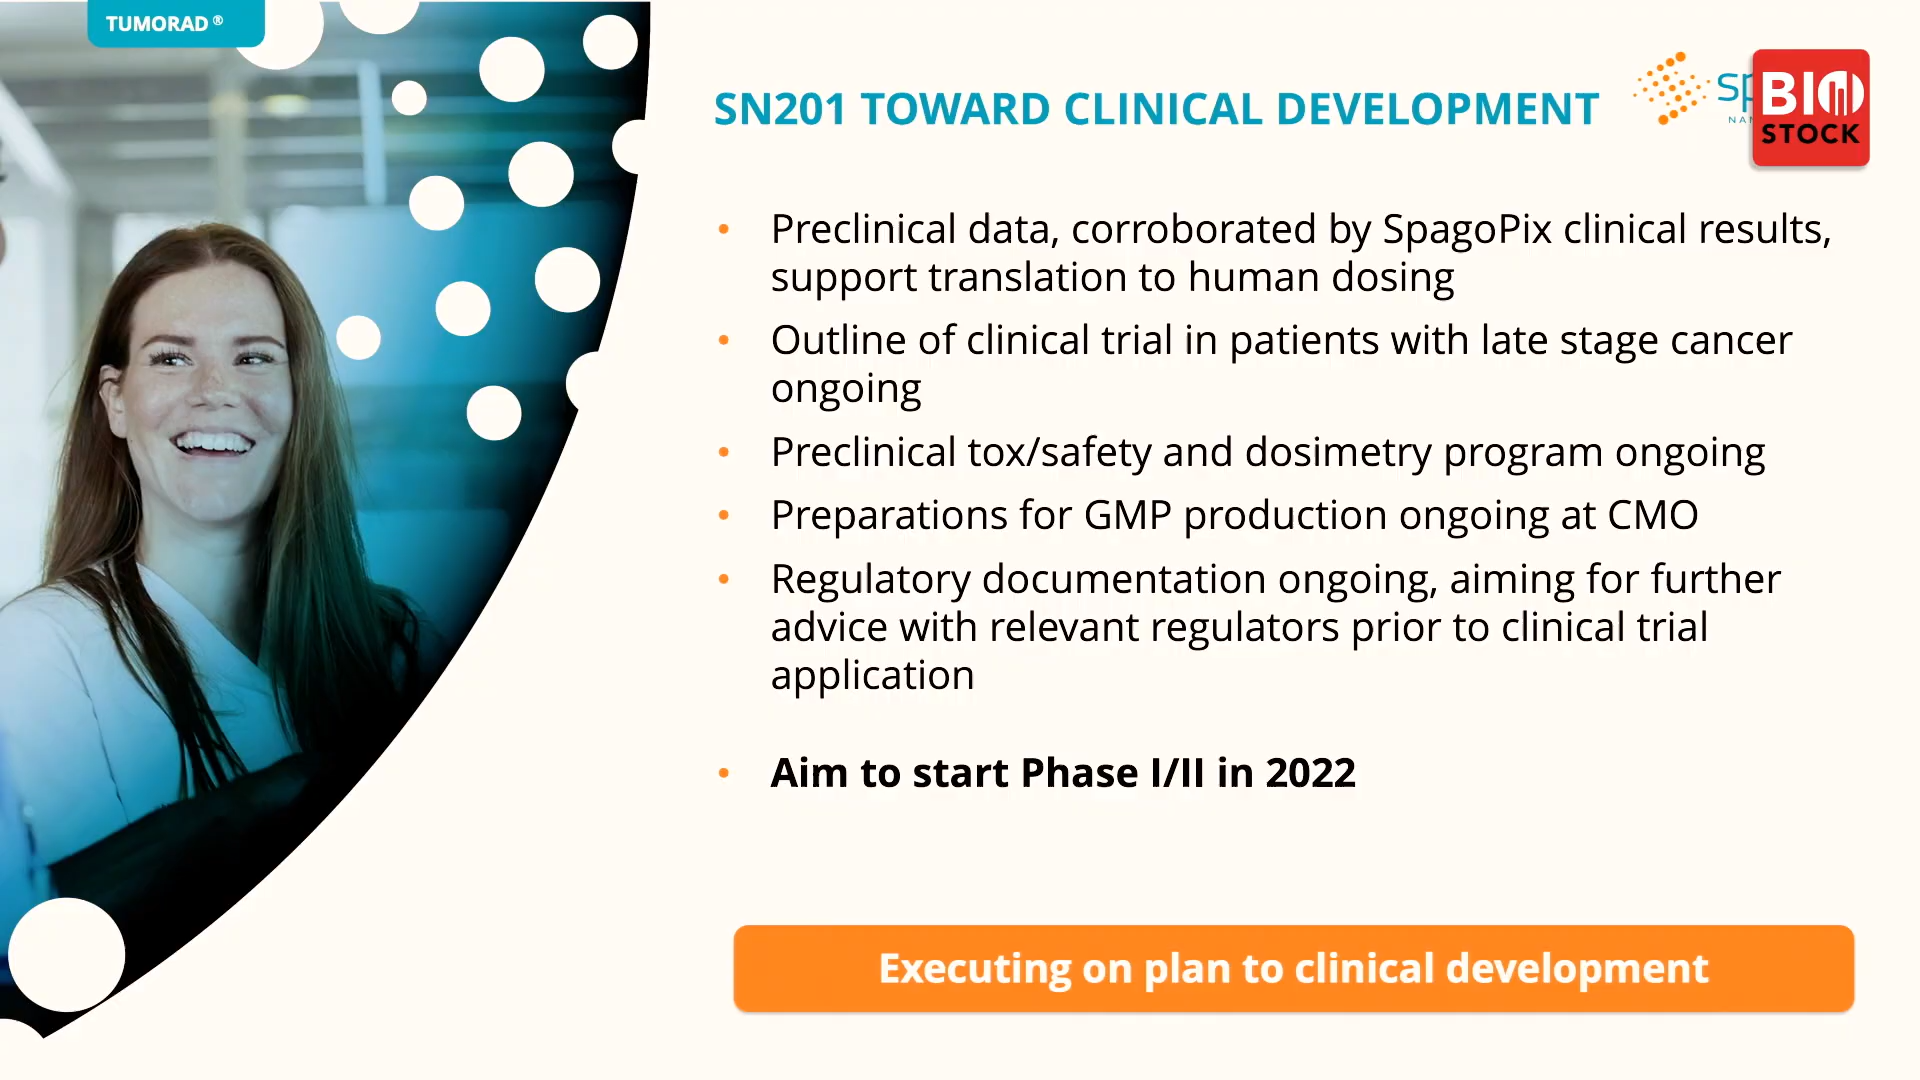 TUMORAD ®
SN201 TOWARD CLINICAL DEVELOPMENT
BIO
STOCK
• Preclinical data, corroborated by SpagoPix clinical results,
support translation to human dosing
• Outline of clinical trial in patients with late stage cancer
ongoing
• Preclinical tox/safety and dosimetry program ongoing
• Preparations for GMP production ongoing at CMO
• Regulatory documentation ongoing, aiming for further
advice with relevant regulators prior to clinical trial
application
• Aim to start Phase I/II in 2022
Executing on plan to clinical development